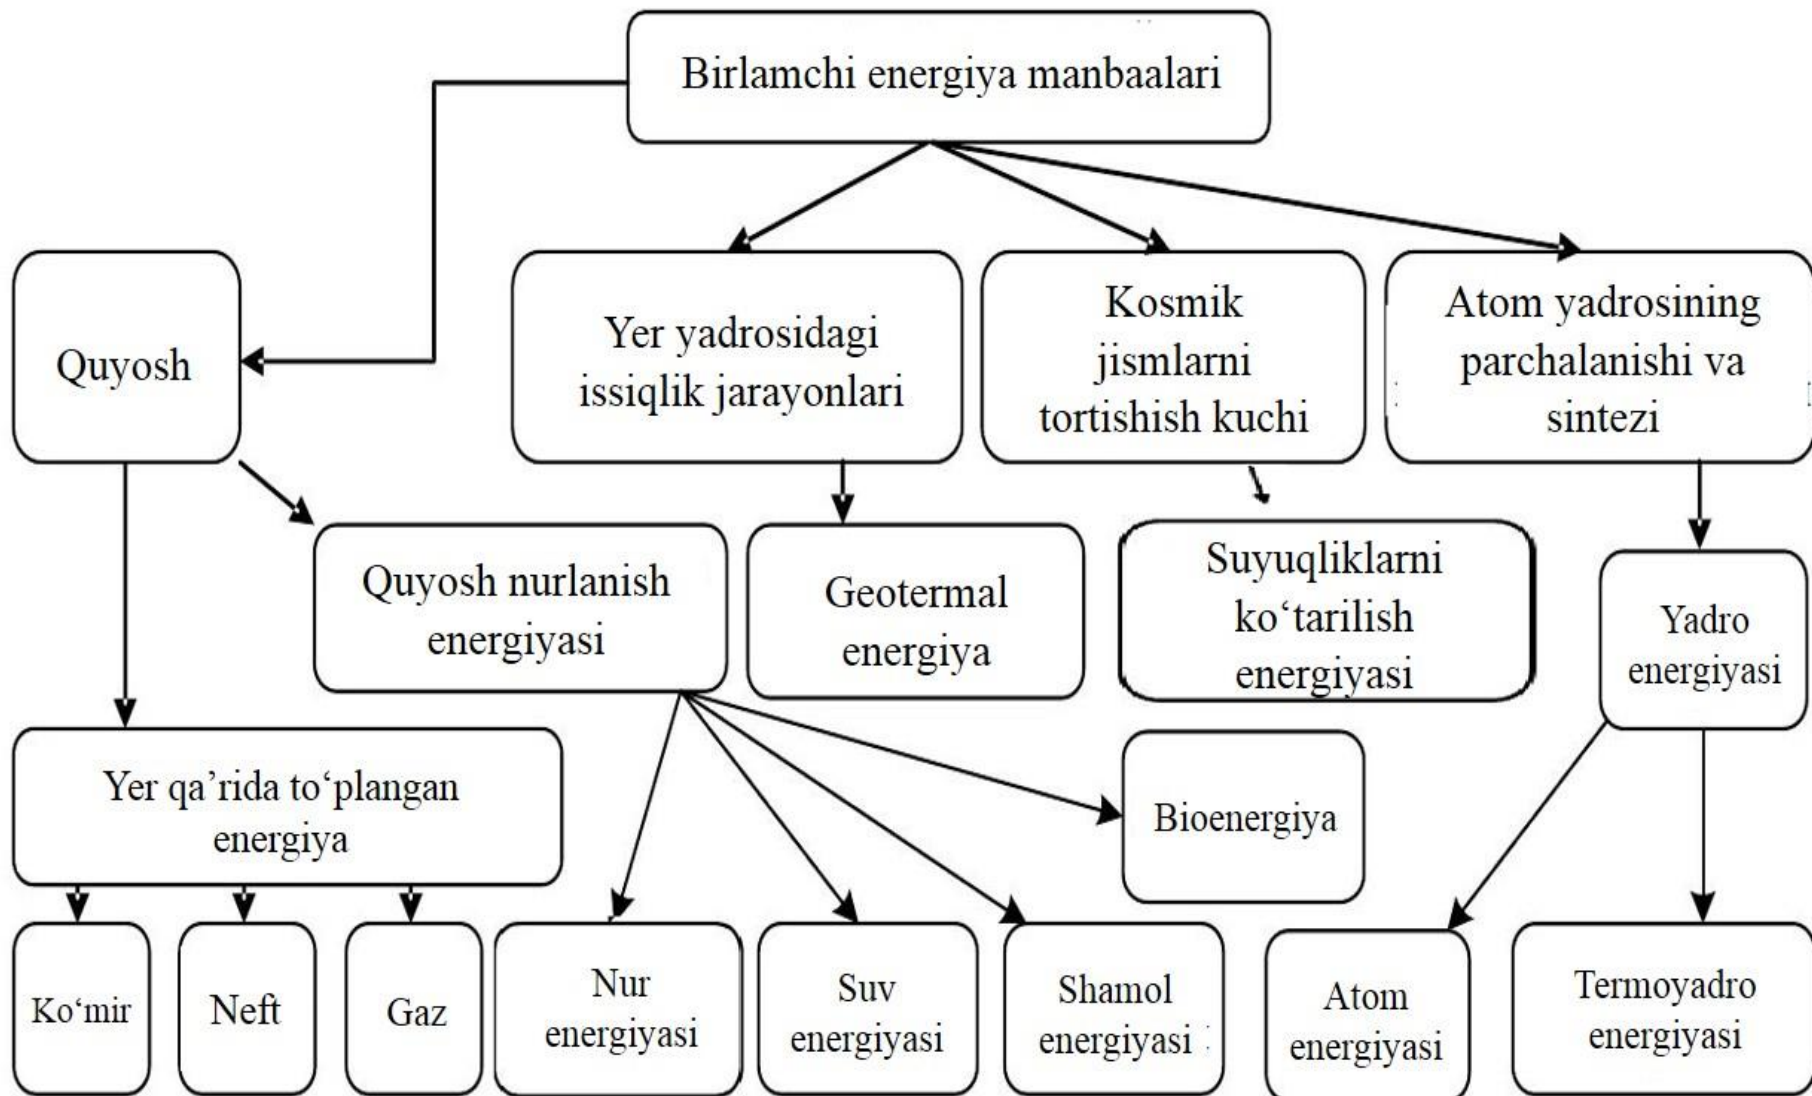 Birlamchi energiya manbaalari
Quyosh
Yer yadrosidagi
issiqlik jarayonlari
Kosmik
jismlarni
tortishish kuchi
Atom yadrosining
parchalanishi va
sintezi
Quyosh nurlanish
energiyasi
Geotermal
energiya
Suyuqliklarni
ko‘tarilish
energiyasi
Yadro
energiyasi
Yer qa’rida to‘plangan
energiya
Bioenergiya
Ko‘mir
Neft
Gaz
Nur
energiyasi
Suv
energiyasi
Shamol
energiyasi
Atom
energiyasi
Termoyadro
energiyasi